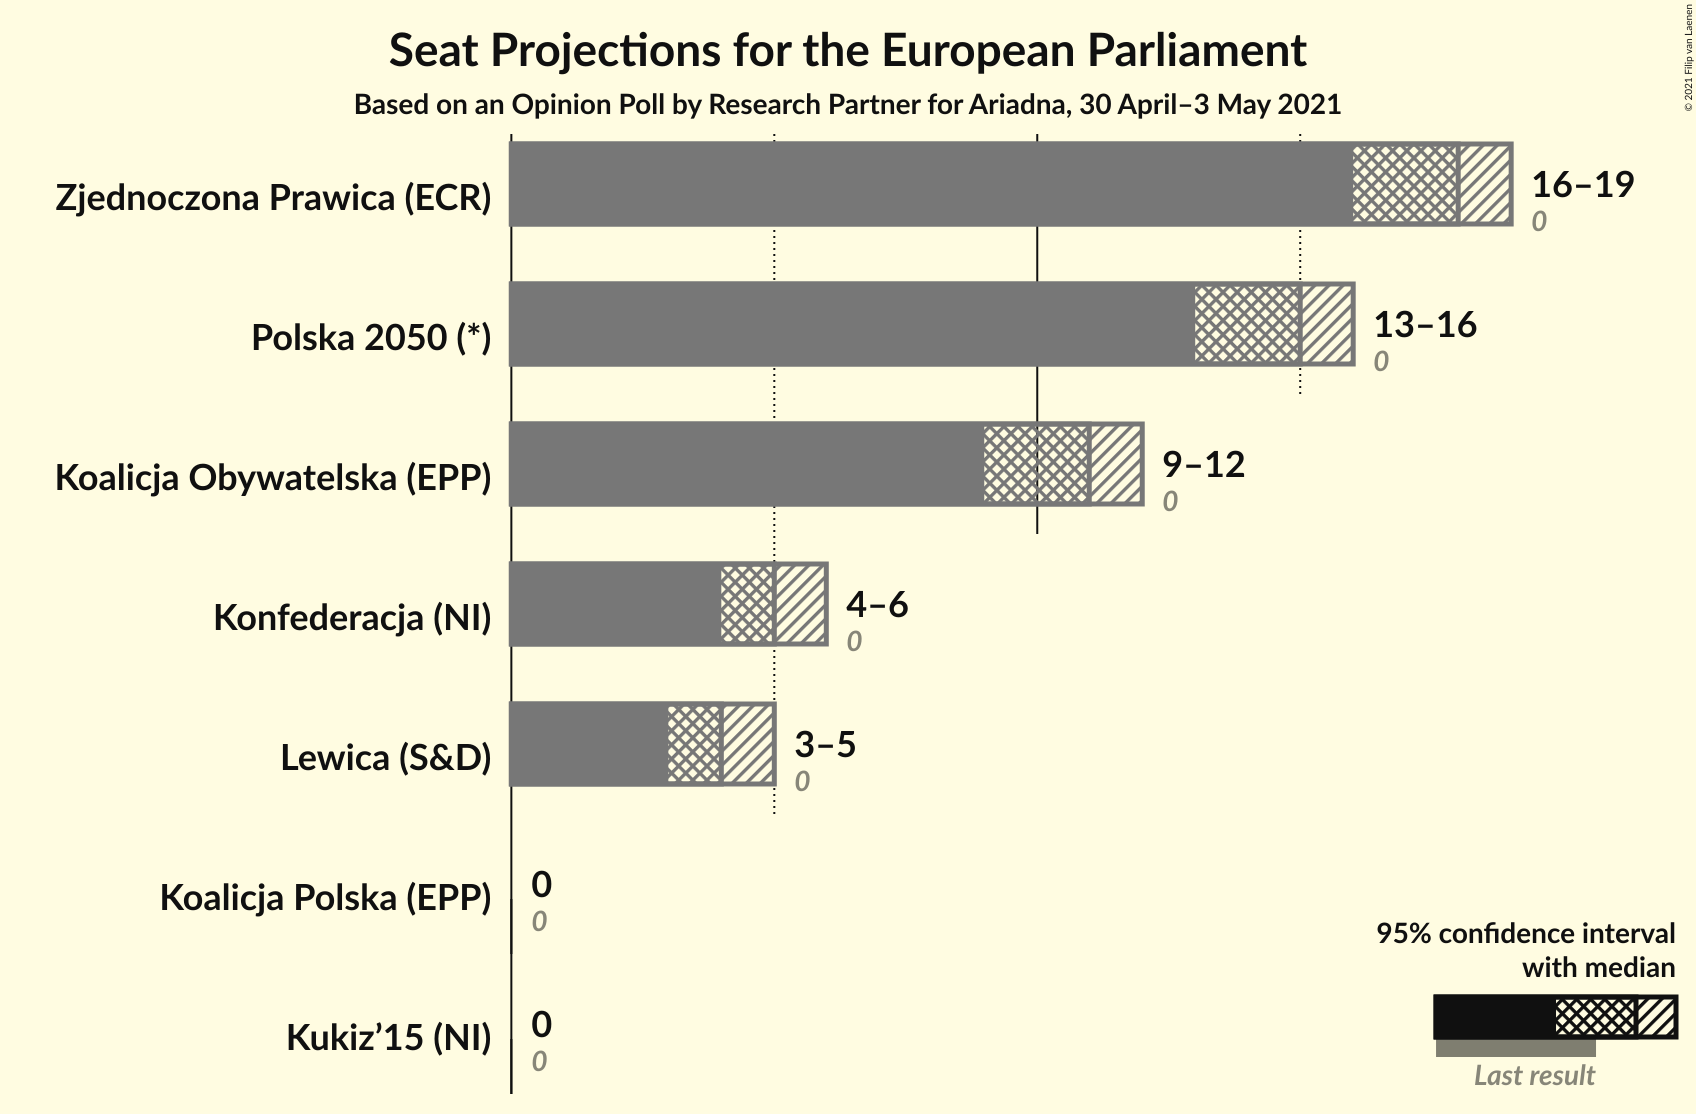 Seat Projections for the European Parliament
Based on an Opinion Poll by Research Partner for Ariadna, 30 April–3 May 2021
© 2021 Filip van Laenen
Zjednoczona Prawica (ECR)
16–19
0
Polska 2050 (*)
13–16
0
Koalicja Obywatelska (EPP)
9–12
0
Konfederacja (NI)
4–6
0
Lewica (S&D)
3–5
0
Koalicja Polska (EPP)
0
0
Kukiz’15 (NI)
0
0
95% confidence interval
with median
Last result